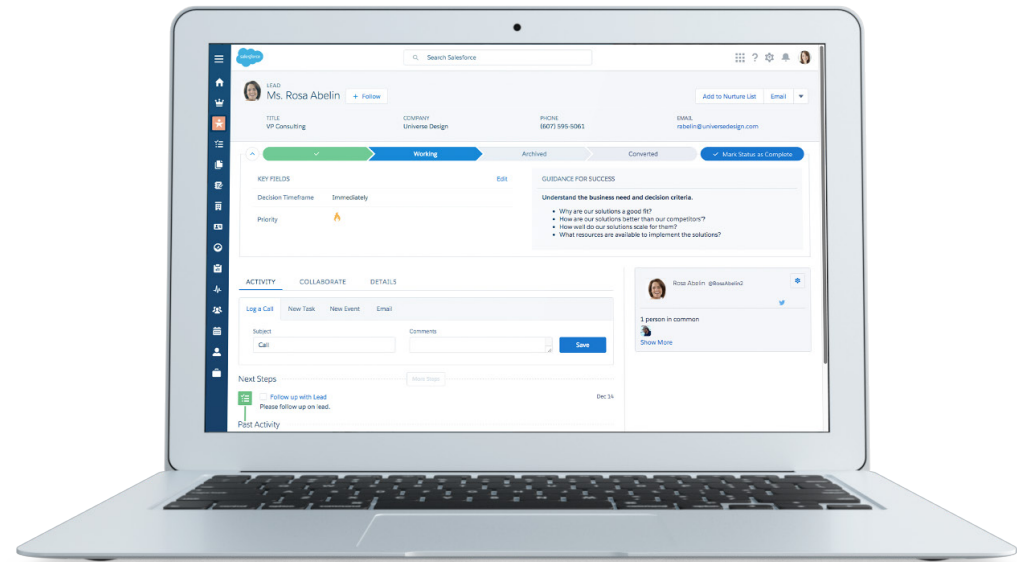 salesforce
Search Salesforce
?
LEAD
Ms. Rosa Abelin
+ Follow
Add to Nurture List
Email
TITLE
COMPANY
PHONE
EMAIL
VP Consulting
Universe Design
(607) 595-5061
rabelin@universedesign.com
Working
Archived
Converted
Mark Status as Complete
KEY FIELDS
Edit
Decision Timeframe
Immediately
Priority
GUIDANCE FOR SUCCESS
Understand the business need and decision criteria.
• Why are our solutions a good fit?
• How are our solutions better than our competitors'?
• How well do our solutions scale for them?
• What resources are available to implement the solutions?
ACTIVITY
COLLABORATE
DETAILS
Log a Call
New Task
New Event
Email
Subject
Comments
Call
Save
Next Steps
More Steps
Follow up with Lead
Dec 14
Please follow up on lead.
Past Activity
Rosa Abelin @RosaAbelin2
1 person in common
Show More